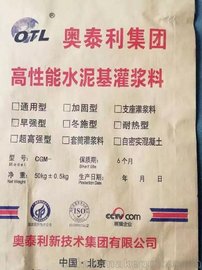 OTL 奥泰利集团
高性能水泥基灌浆料
□通用型 □加固型 □支座灌浆料
□早强型 □冬施型 □耐热型
□超高强型 □套筒灌浆料 □自密实混凝土
型 号: CGM- 保质期: 6个月
净 重: 50kg±0.5kg 生产日期: 年 月 日
ISO CCTV.com
奥泰利新技术集团有限公司
中国·北京